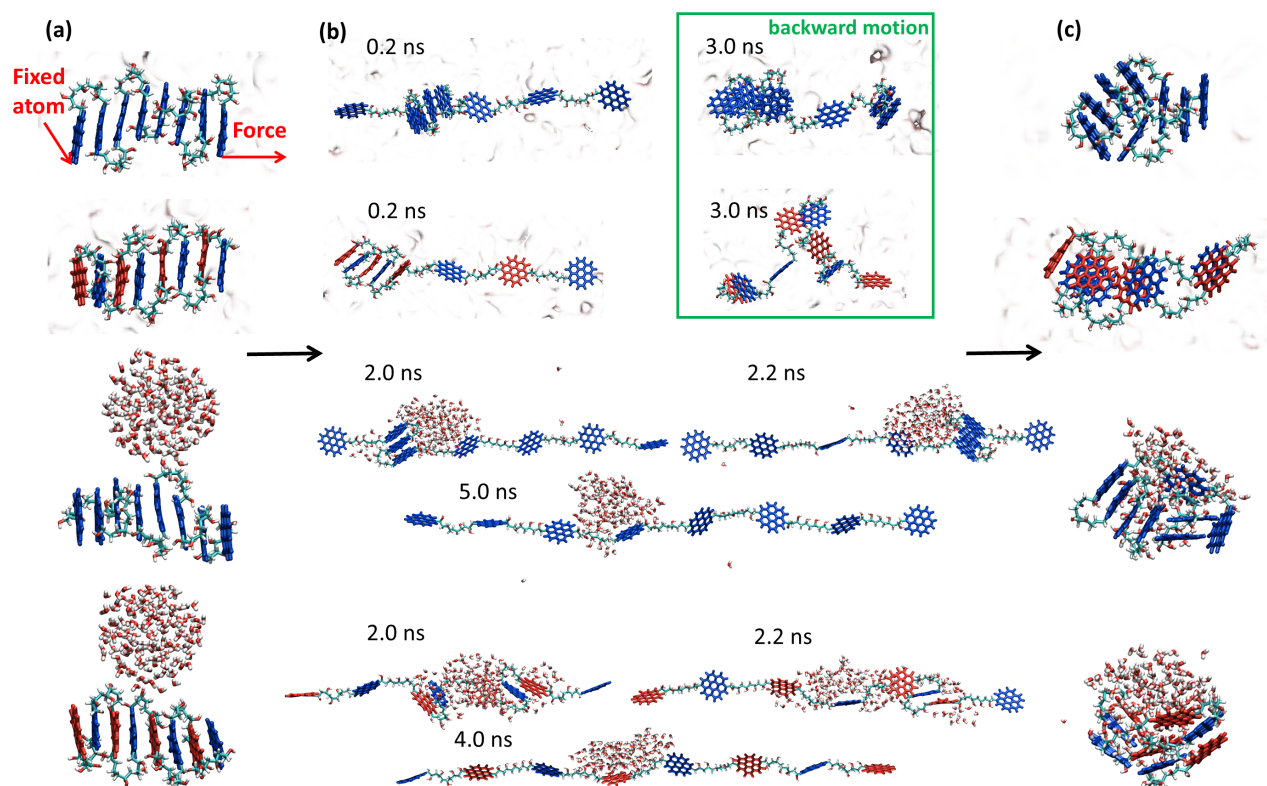 (a)
Fixed
atom
Force
(b)
0.2 ns
backward motion
3.0 ns
(c)
0.2 ns
3.0 ns
2.0 ns
2.2 ns
5.0 ns
2.0 ns
2.2 ns
4.0 ns